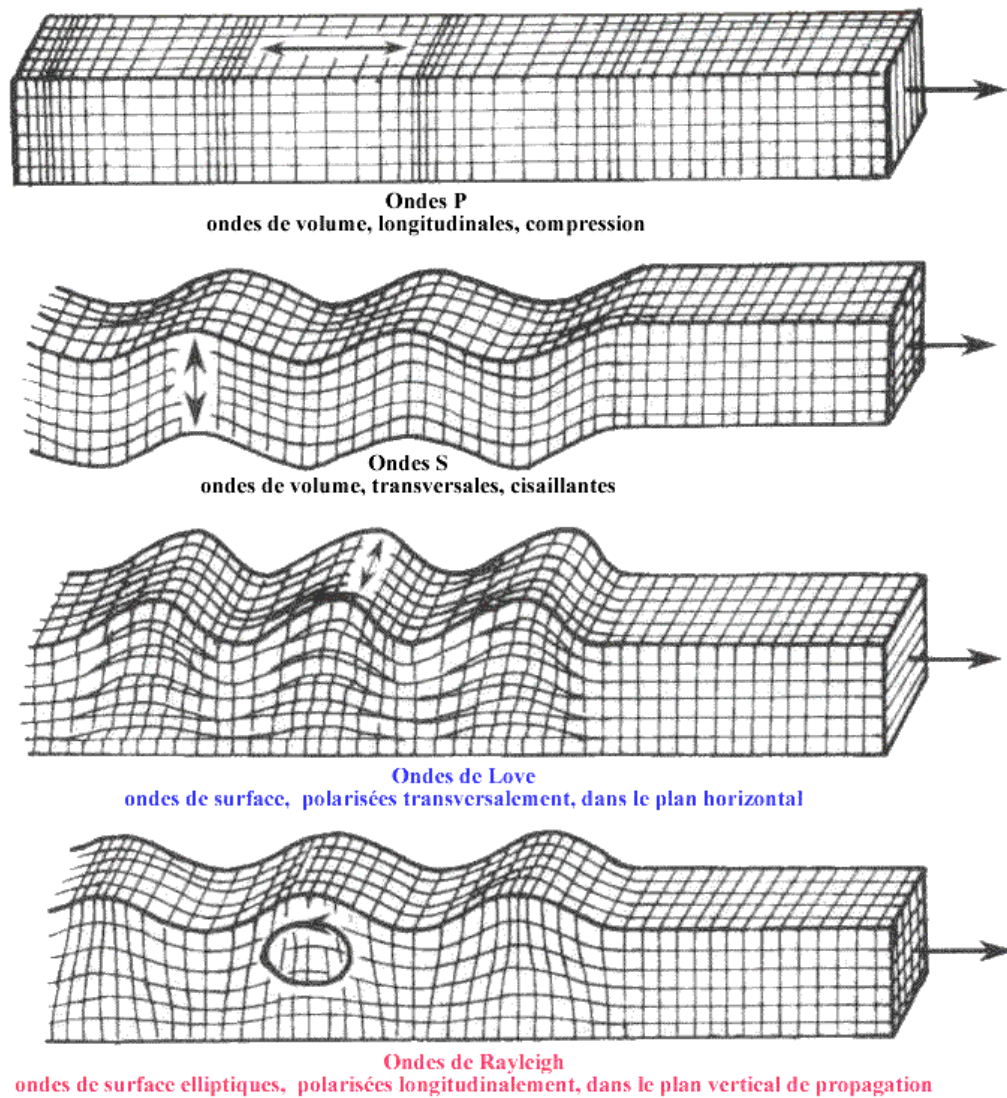 Ondes P
ondes de volume, longitudinales, compression
Ondes S
ondes de volume, transversales, cisaillantes
Ondes de Love
ondes de surface, polarisées transversalement, dans le plan horizontal
Ondes de Rayleigh
ondes de surface elliptiques, polarisées longitudinalement, dans le plan vertical de propagation